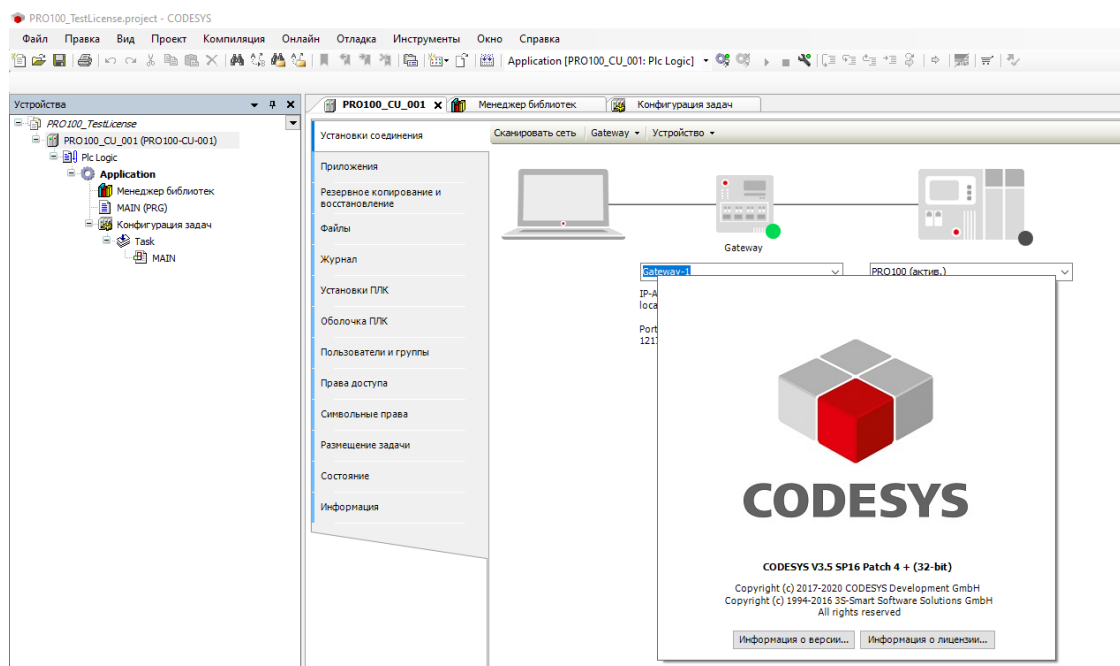 PRO100_TestLicense.project - CODESYS
Файл Правка Вид Проект Компиляция Онлайн Отладка Инструменты Окно Справка
Application [PRO100_CU_001: Plc Logic]
Устройства
PRO100_TestLicense
PRO100_CU_001 (PRO100-CU-001)
Plc Logic
Application
Менеджер библиотек
MAIN (PRG)
Конфигурация задач
Task
MAIN
PRO100_CU_001 Менеджер библиотек Конфигурация задач
Установки соединения
Приложения
Резервное копирование и
восстановление
Файлы
Журнал
Установки ПЛК
Оболочка ПЛК
Пользователи и группы
Права доступа
Символьные права
Размещение задачи
Состояние
Информация
Сканировать сеть Gateway Устройство
Gateway
Gateway-1 PRO100 (актив.)
IP-A
loca
Port
121
CODESYS
CODESYS V3.5 SP16 Patch 4 + (32-bit)
Copyright (c) 2017-2020 CODESYS Development GmbH
Copyright (c) 1994-2016 3S-Smart Software Solutions GmbH
All rights reserved
Информация о версии... Информация о лицензии...